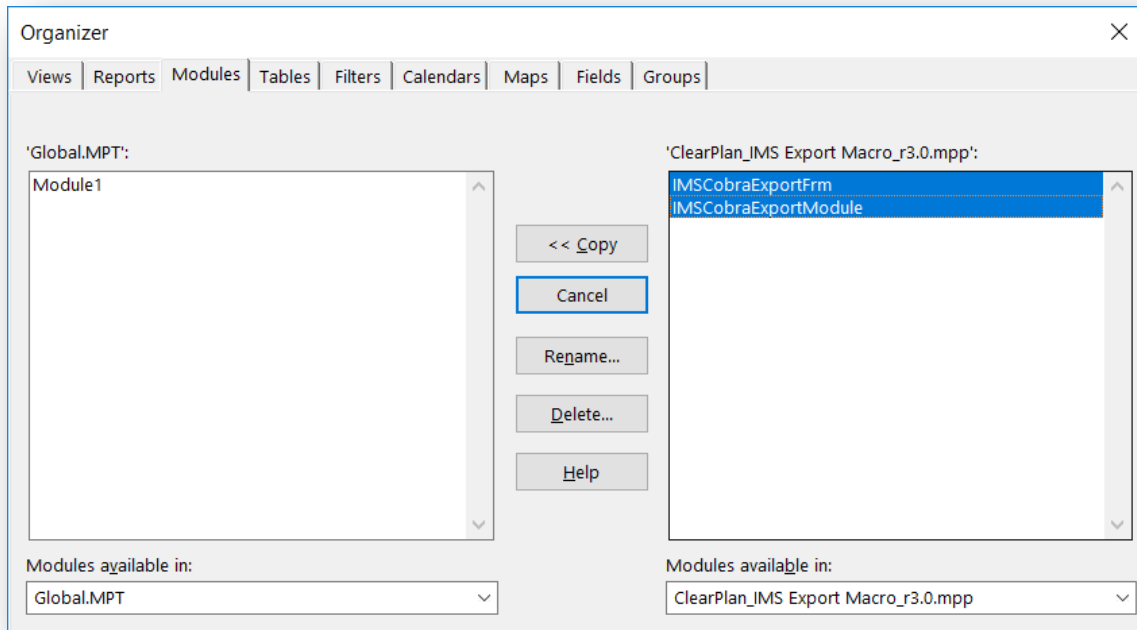 Organizer
Views Reports Modules Tables Filters Calendars Maps Fields Groups
'Global.MPT': 'ClearPlan_IMS Export Macro_r3.0.mpp':
Module1 IMSCobraExportFrm
IMSCobraExportModule
<< Copy
Cancel
Rename...
Delete...
Help
Modules available in: Modules available in:
Global.MPT ClearPlan_IMS Export Macro_r3.0.mpp